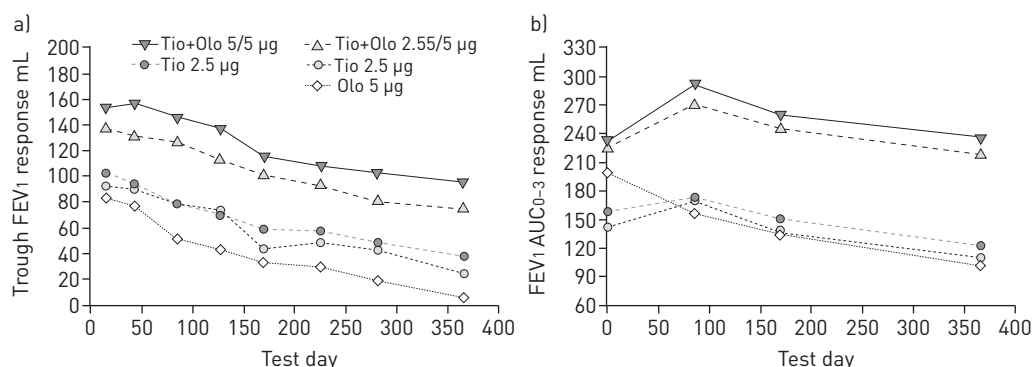 a)
Trough FEV1 response mL
200
180
160
140
120
100
80
60
40
20
0
Tio+Olo 5/5 µg
Tio+Olo 2.55/5 µg
Tio 2.5 µg
Tio 2.5 µg
Olo 5 µg
0 50 100 150 200 250 300 350 400
Test day
b)
FEV1 AUC0–3 response mL
330
300
270
240
210
180
150
120
90
60
0 50 100 150 200 250 300 350 400
Test day